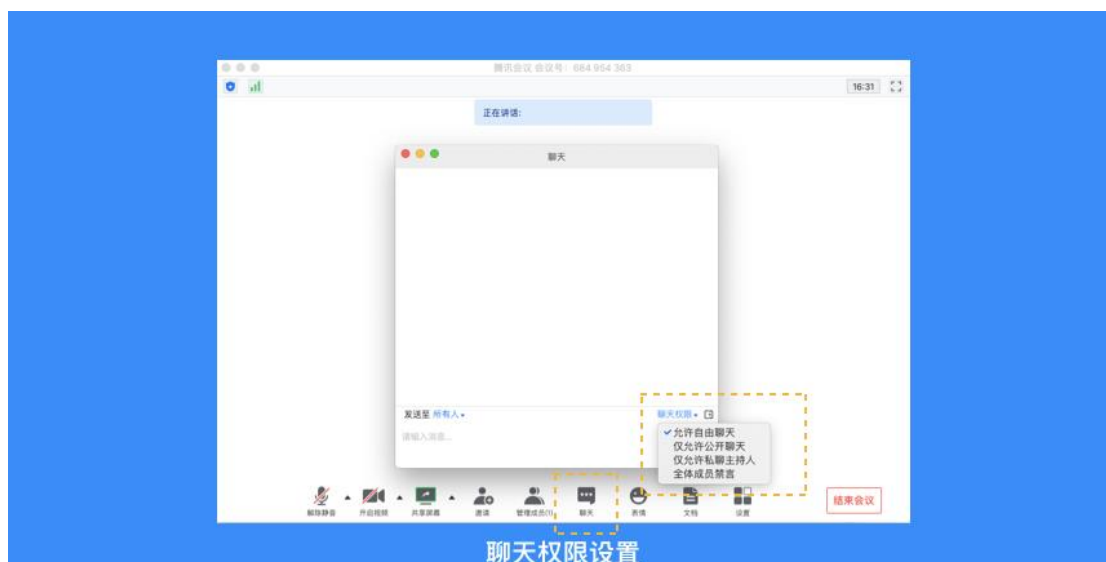 腾讯会议 会议号：664 954 363
16:31
正在讲话:
聊天
发送至 所有人
聊天权限
请输入消息...
允许自由聊天
仅允许公开聊天
仅允许私聊主持人
全体成员禁言
解除静音 开启视频 共享屏幕 邀请 管理成员(1) 聊天 表情 文档 设置
结束会议
聊天权限设置